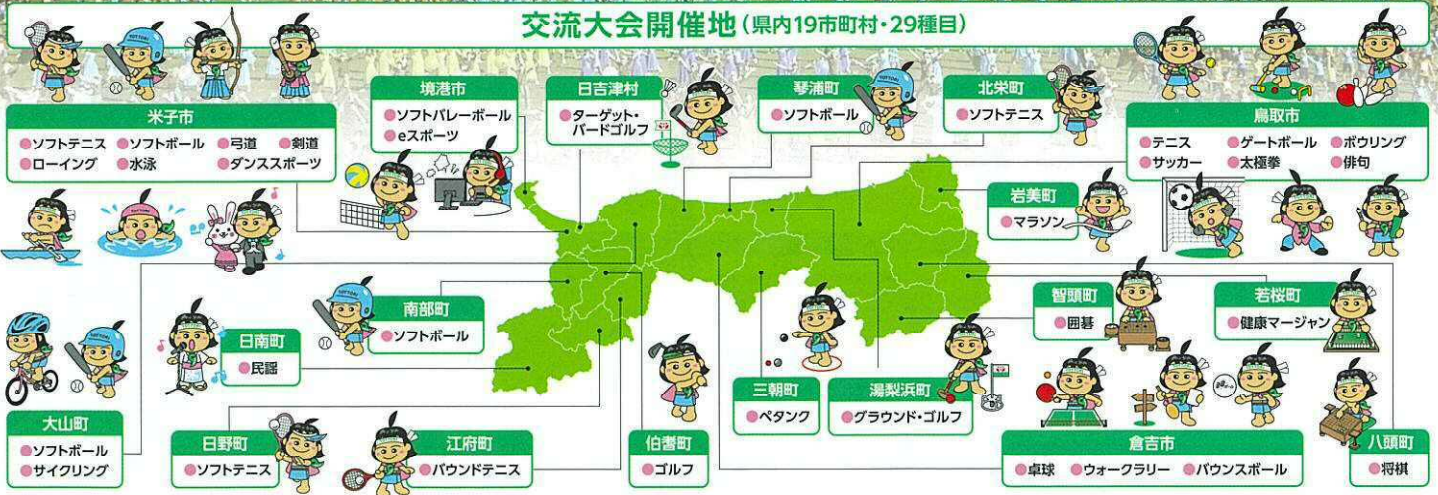 交流大会開催地(県内19市町村・29種目)
米子市
●ソフトテニス ●ソフトボール ●弓道 ●剣道
●ローイング ●水泳 ●ダンススポーツ
境港市
●ソフトバレーボール
●eスポーツ
日吉津村
●ターゲット・
バードゴルフ
琴浦町
●ソフトボール
北栄町
●ソフトテニス
鳥取市
●テニス ●ゲートボール ●ボウリング
●サッカー ●太極拳 ●俳句
岩美町
●マラソン
智頭町
●囲碁
若桜町
●健康マージャン
南部町
●ソフトボール
日南町
●民謡
大山町
●ソフトボール
●サイクリング
日野町
●ソフトテニス
江府町
●バウンドテニス
伯耆町
●ゴルフ
三朝町
●ペタンク
湯梨浜町
●グラウンド・ゴルフ
倉吉市
●卓球 ●ウォークラリー ●バウンスボール
八頭町
●将棋